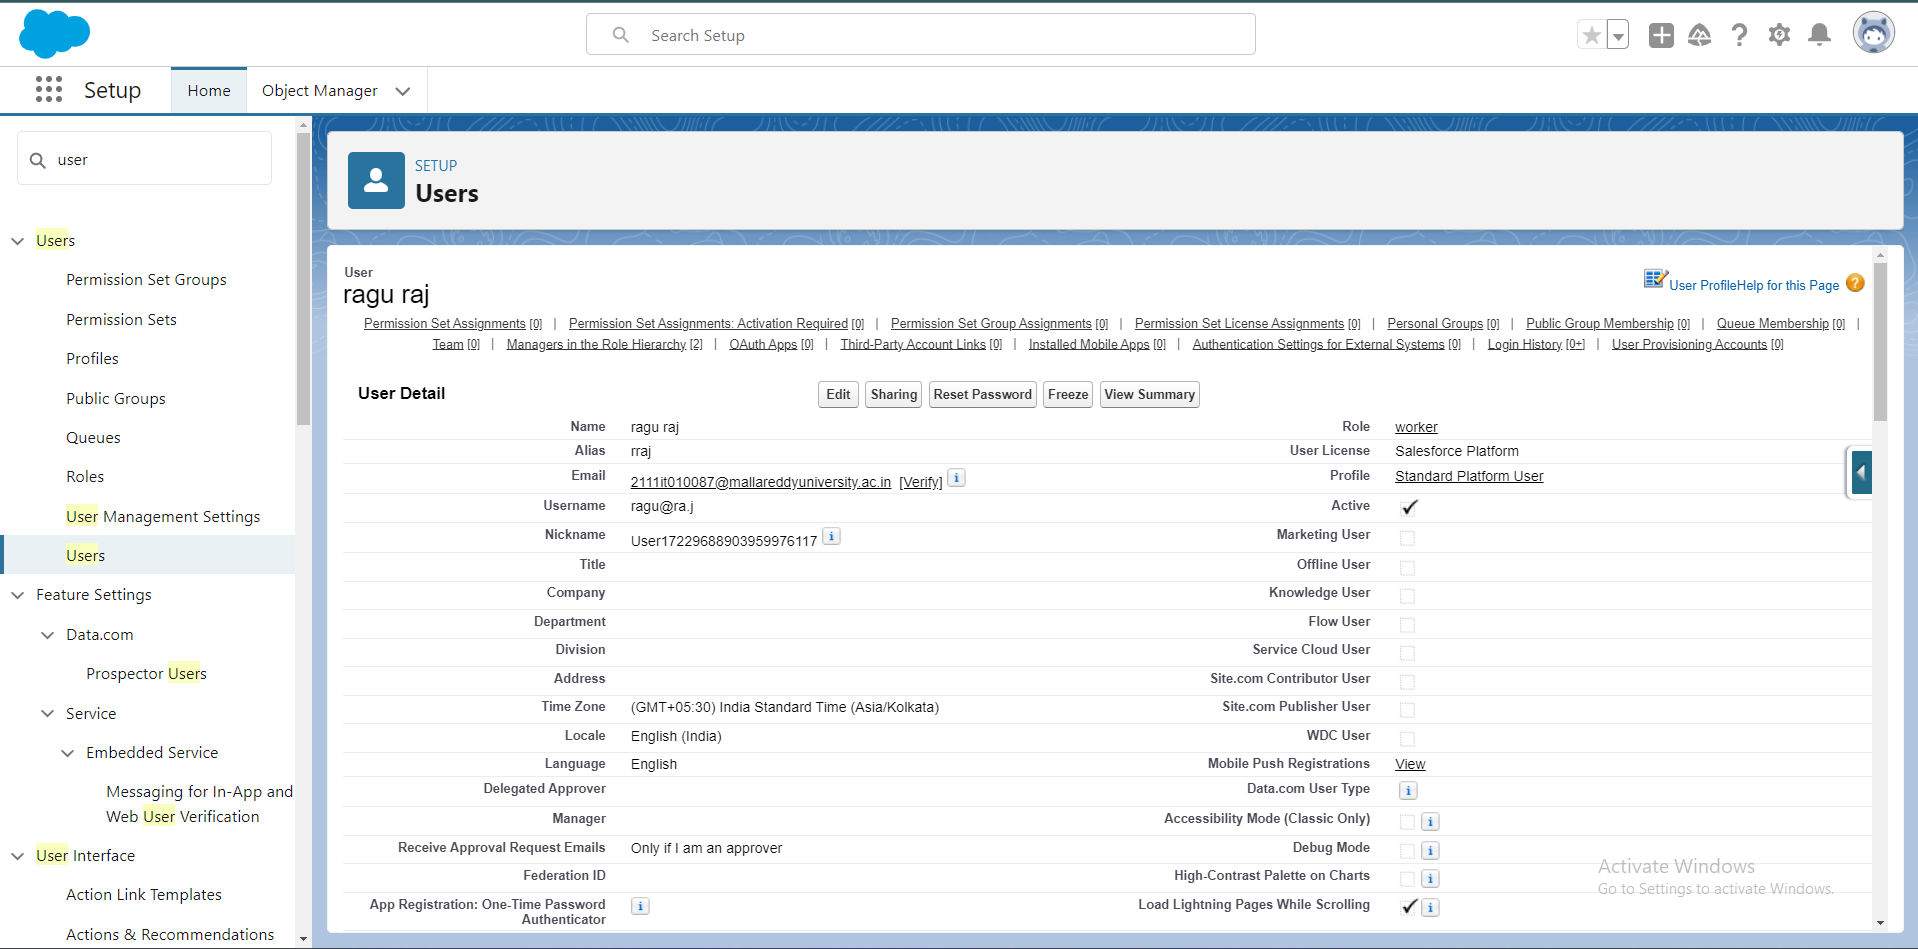 Search Setup
Setup
Home
Object Manager
user
Users
Permission Set Groups
Permission Sets
Profiles
Public Groups
Queues
Roles
User Management Settings
Users
Feature Settings
Data.com
Prospector Users
Service
Embedded Service
Messaging for In-App and
Web User Verification
User Interface
Action Link Templates
Actions & Recommendations
SETUP
Users
User
ragu raj
User Profile Help for this Page ?
Permission Set Assignments [0] | Permission Set Assignments: Activation Required [0] | Permission Set Group Assignments [0] | Permission Set License Assignments [0] | Personal Groups [0] | Public Group Membership [0] | Queue Membership [0] |
Team [0] | Managers in the Role Hierarchy [2] | OAuth Apps [0] | Third-Party Account Links [0] | Installed Mobile Apps [0] | Authentication Settings for External Systems [0] | Login History [0+] | User Provisioning Accounts [0]
User Detail
Edit Sharing Reset Password Freeze View Summary
Name ragu raj Role worker
Alias rraj User License Salesforce Platform
Email 2111it010087@mallareddyuniversity.ac.in [Verify] i Profile Standard Platform User
Username ragu@ra.j Active
Nickname User17229688903959976117 i Marketing User
Title Offline User
Company Knowledge User
Department Flow User
Division Service Cloud User
Address Site.com Contributor User
Time Zone (GMT+05:30) India Standard Time (Asia/Kolkata) Site.com Publisher User
Locale English (India) WDC User
Language English Mobile Push Registrations View
Delegated Approver Data.com User Type i
Manager Accessibility Mode (Classic Only) i
Receive Approval Request Emails Only if I am an approver Debug Mode i
Federation ID High-Contrast Palette on Charts i
App Registration: One-Time Password i Load Lightning Pages While Scrolling i
Authenticator
Activate Windows
Go to Settings to activate Windows.